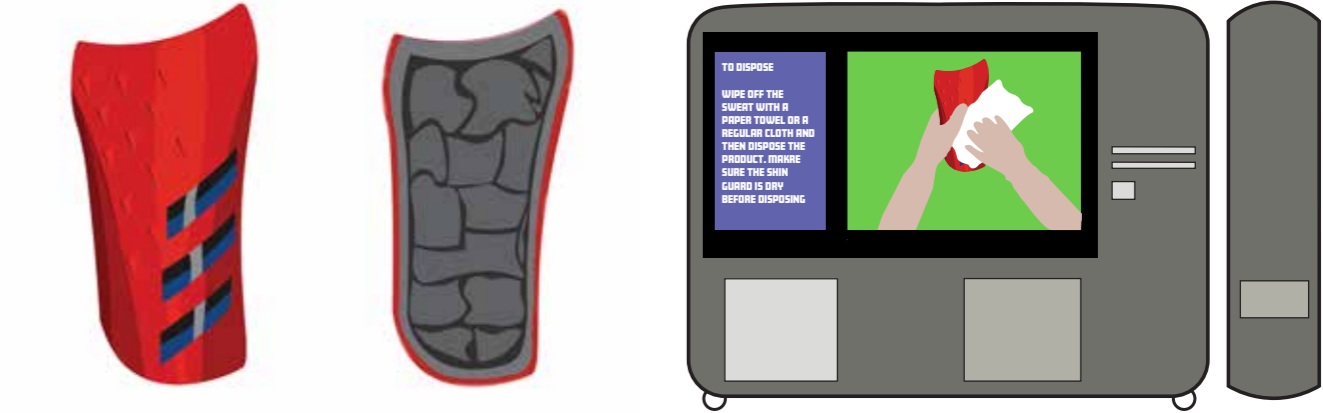 TO DISPOSE
WIPE OFF THE
SWEAT WITH A
PAPER TOWEL OR A
REGULAR CLOTH AND
THEN DISPOSE THE
PRODUCT. MAKRE
SURE THE SHIN
GUARD IS DRY
BEFORE DISPOSING